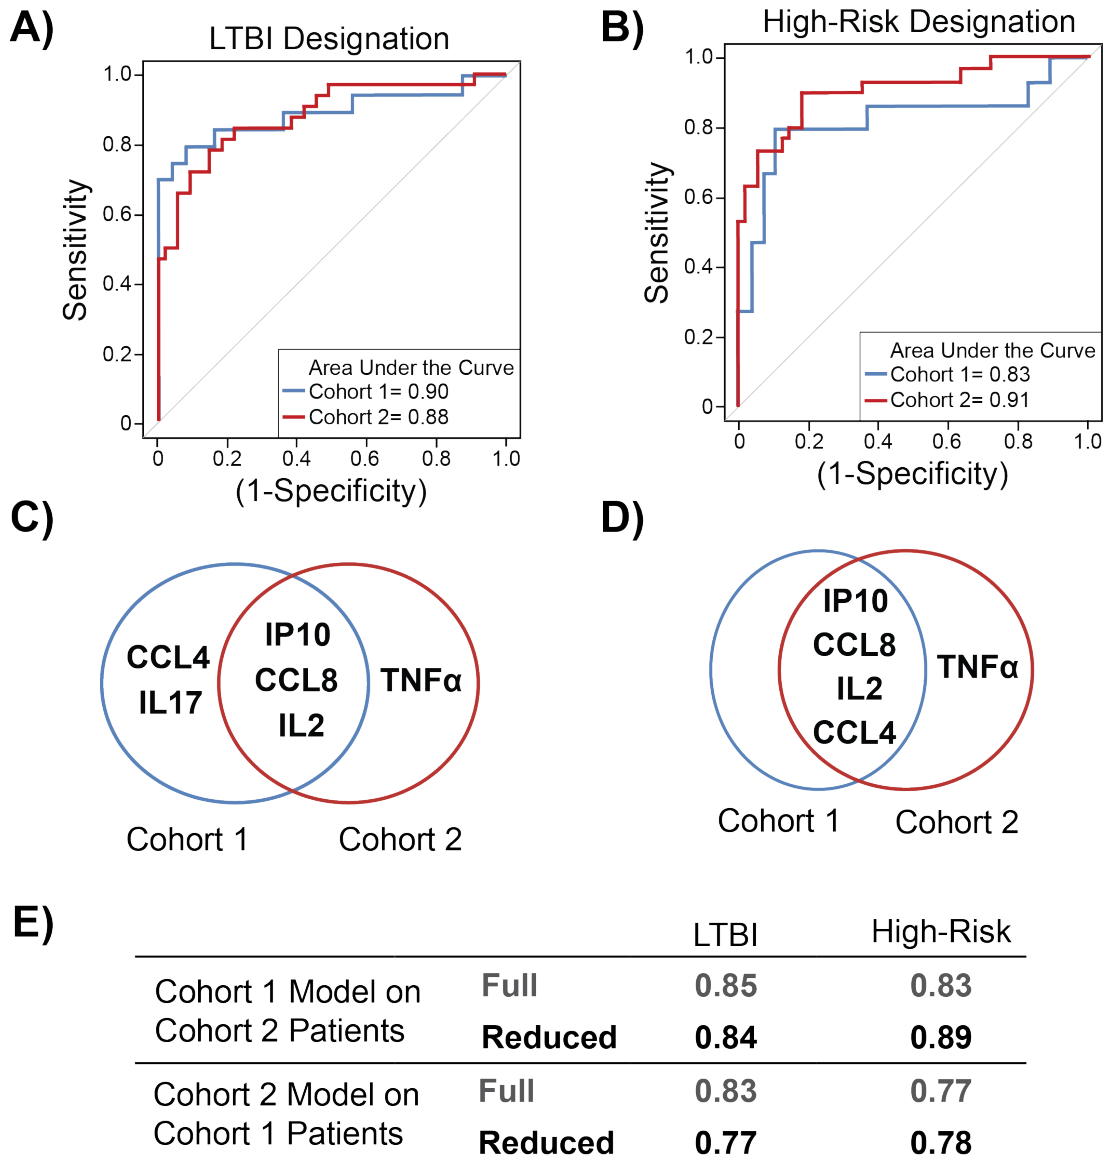 A)
LTBI Designation
1.0
0.8
0.6
0.4
0.2
0
Sensitivity
Area Under the Curve
Cohort 1= 0.90
Cohort 2= 0.88
0 0.2 0.4 0.6 0.8 1.0
(1-Specificity)
B)
High-Risk Designation
1.0
0.8
0.6
0.4
0.2
0
Sensitivity
Area Under the Curve
Cohort 1= 0.83
Cohort 2= 0.91
0 0.2 0.4 0.6 0.8 1.0
(1-Specificity)
C)
CCL4
IL17
IP10
CCL8
IL2
TNFα
Cohort 1 Cohort 2
D)
IP10
CCL8
IL2
CCL4
TNFα
Cohort 1 Cohort 2
E)
LTBI High-Risk
Cohort 1 Model on
Cohort 2 Patients
Full 0.85 0.83
Reduced 0.84 0.89
Cohort 2 Model on
Cohort 1 Patients
Full 0.83 0.77
Reduced 0.77 0.78